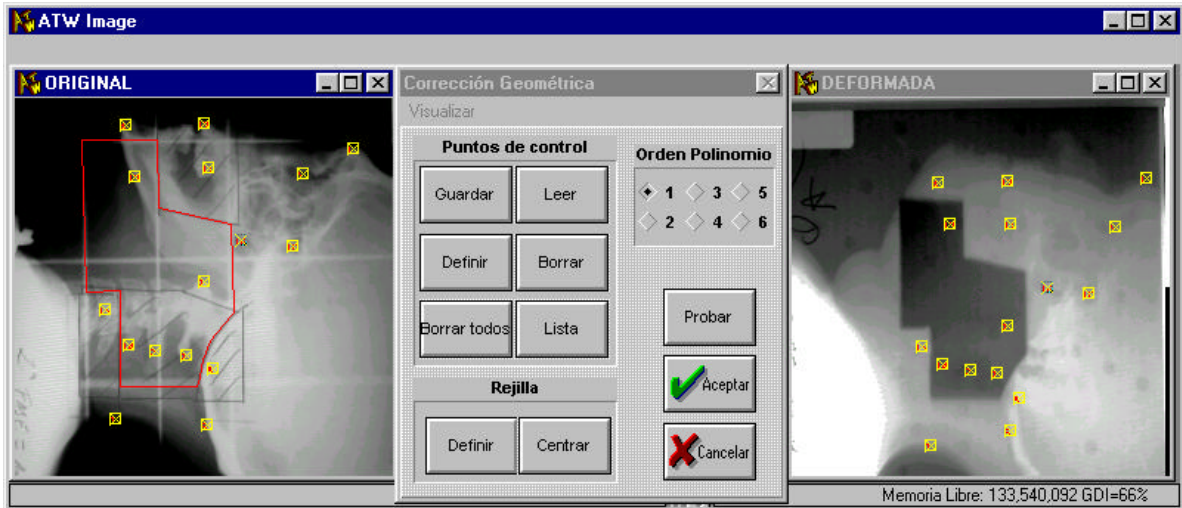 ATW Image
ORIGINAL
Corrección Geométrica
Visualizar
Puntos de control
Guardar
Leer
Definir
Borrar
Borrar todos
Lista
Rejilla
Definir
Centrar
Orden Polinomio
1 3 5
2 4 6
Probar
Aceptar
Cancelar
DEFORMADA
Memoria Libre: 133,540,092 GDI=66%